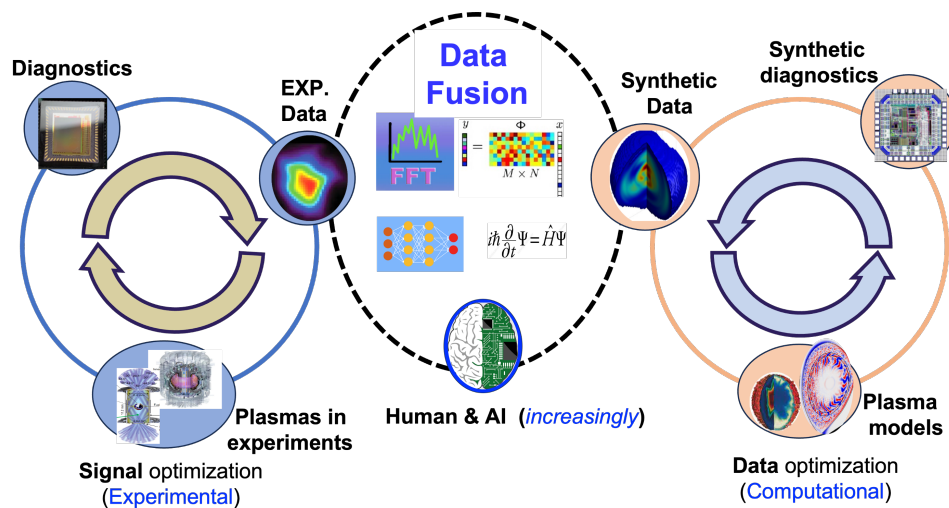 Diagnostics
EXP.
Data
Data
Fusion
FFT
y
=
Φ
x
M × N
iħ ∂/∂t Ψ = ĤΨ
Synthetic
Data
Synthetic
diagnostics
Plasmas in
experiments
Signal optimization
(Experimental)
Human & AI (increasingly)
Plasma
models
Data optimization
(Computational)